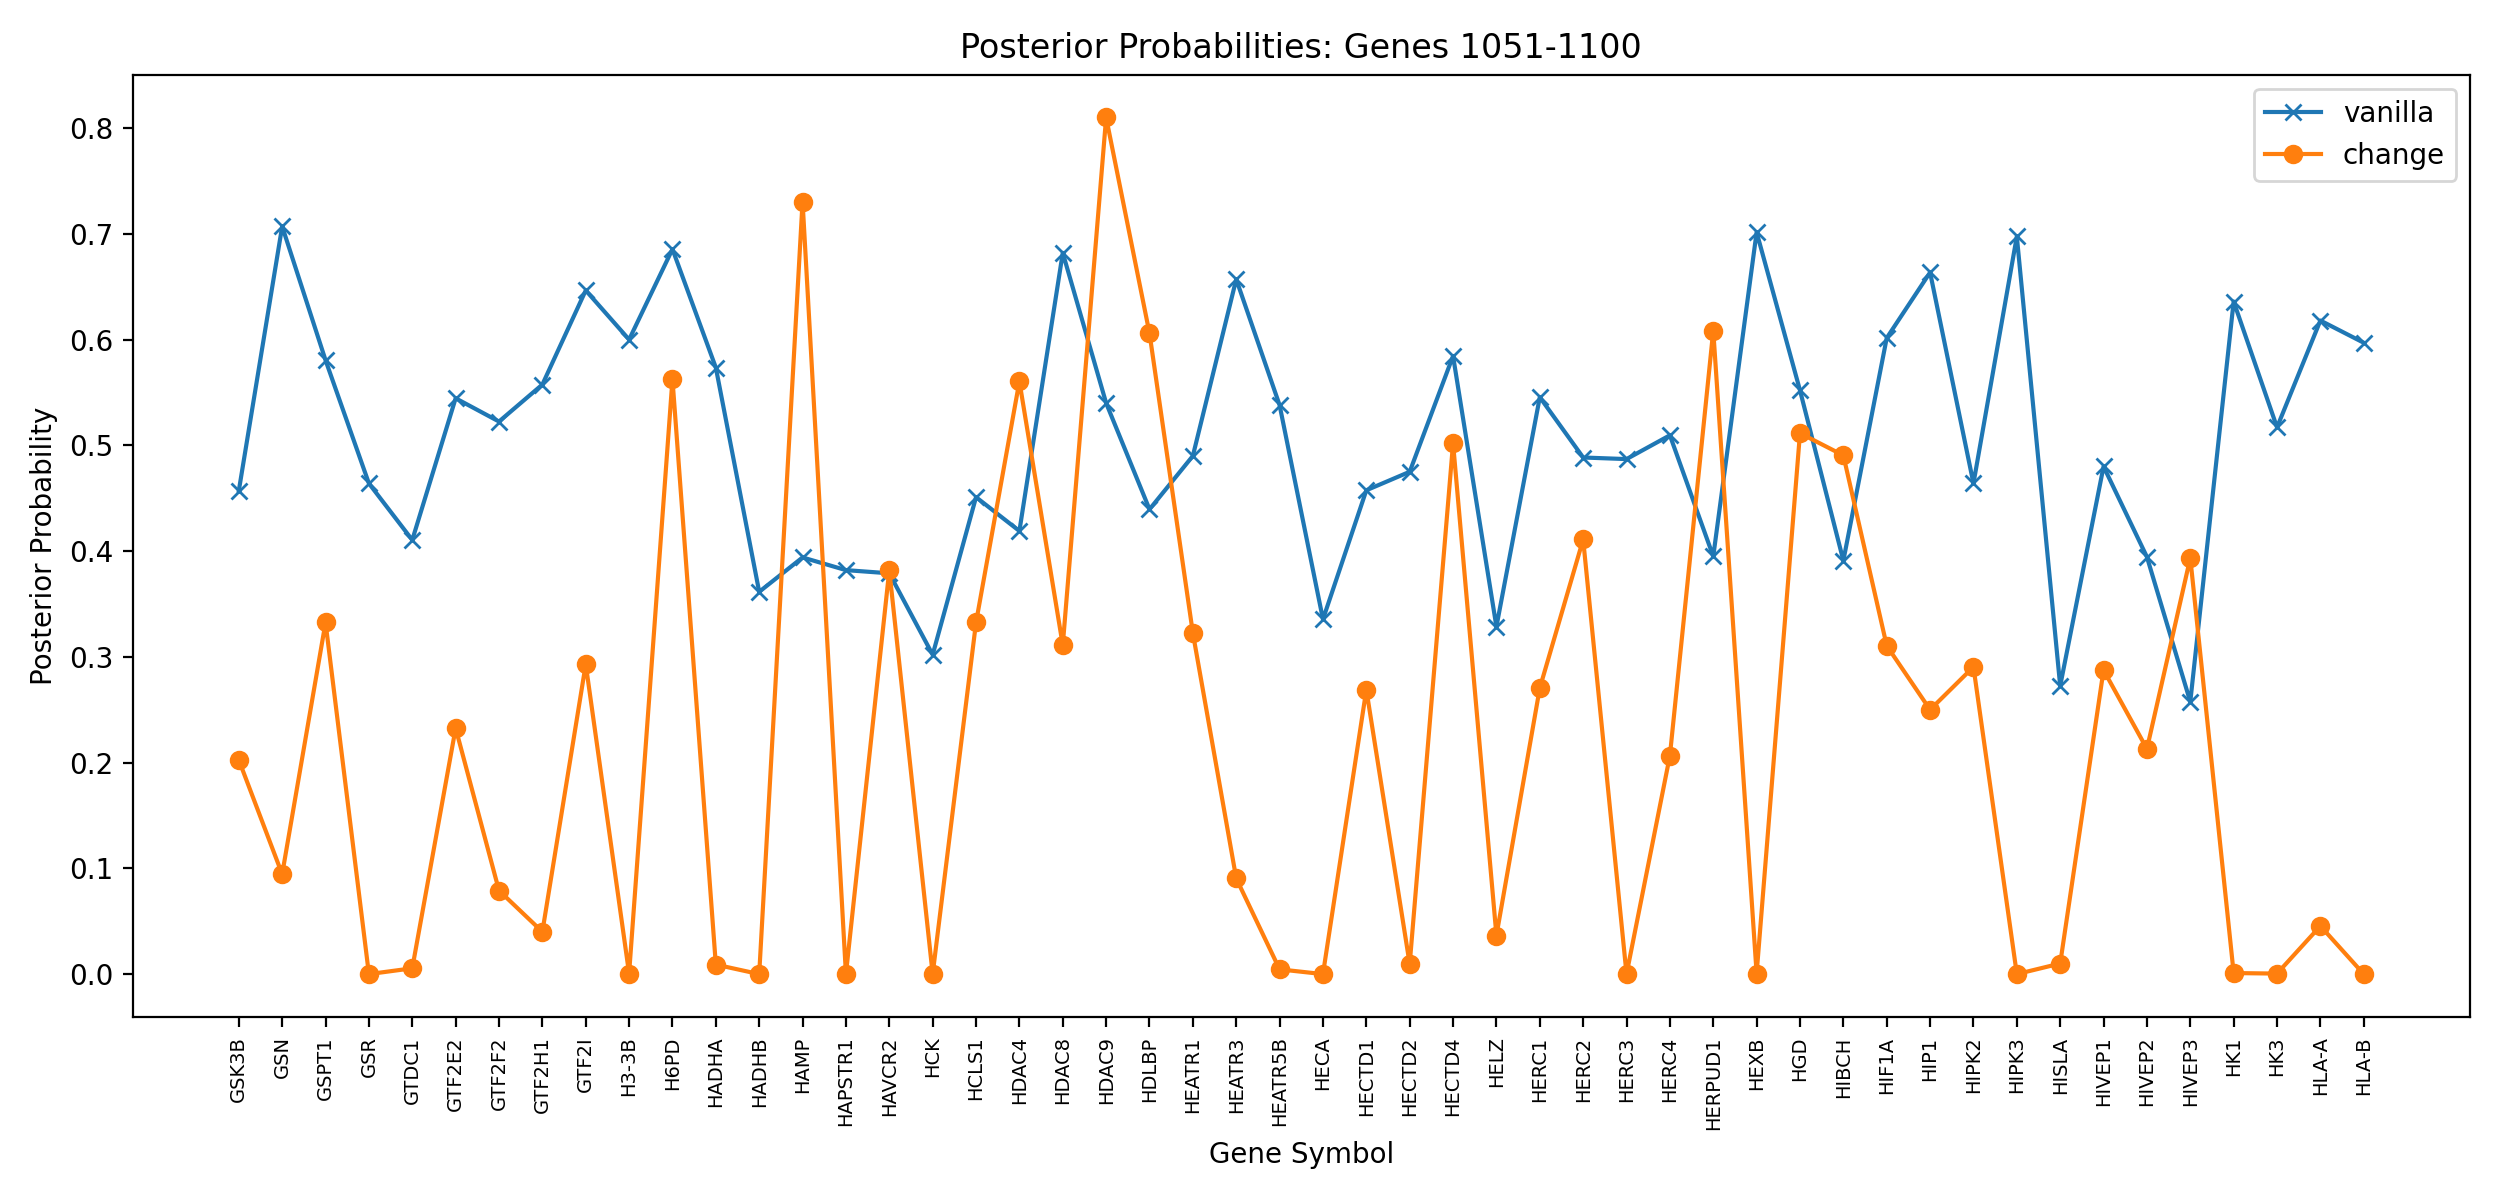 Posterior Probabilities: Genes 1051-1100
vanilla
change
Posterior Probability
0.8
0.7
0.6
0.5
0.4
0.3
0.2
0.1
0.0
GSK3B
GSN
GSPT1
GSR
GTDC1
GTF2E2
GTF2F2
GTF2H1
GTF2I
H3-3B
H6PD
HADHA
HADHB
HAMP
HAPSTR1
HAVCR2
HCK
HCLS1
HDAC4
HDAC8
HDAC9
HDLBP
HEATR1
HEATR3
HEATR5B
HECA
HECTD1
HECTD2
HECTD4
HELZ
HERC1
HERC2
HERC3
HERC4
HERPUD1
HEXB
HGD
HIBCH
HIF1A
HIP1
HIPK2
HIPK3
HISLA
HIVEP1
HIVEP2
HIVEP3
HK1
HK3
HLA-A
HLA-B
Gene Symbol